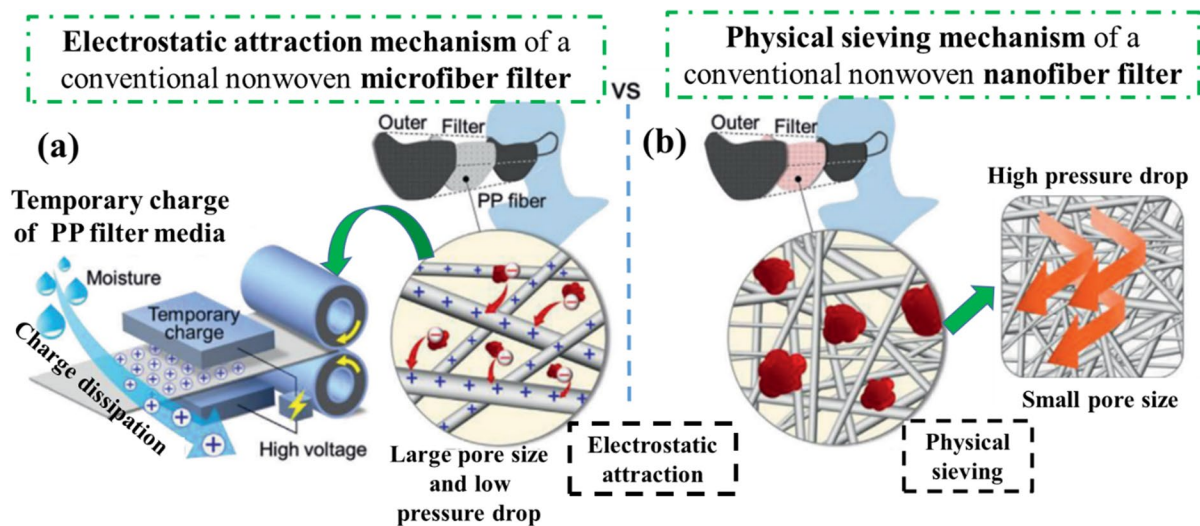 Electrostatic attraction mechanism of a
conventional nonwoven microfiber filter
VS
Physical sieving mechanism of a
conventional nonwoven nanofiber filter
(a)
Outer
Filter
PP fiber
Temporary charge
of PP filter media
Moisture
Temporary
charge
Charge dissipation
High voltage
Large pore size
and low
pressure drop
Electrostatic
attraction
(b)
Outer
Filter
High pressure drop
Small pore size
Physical
sieving